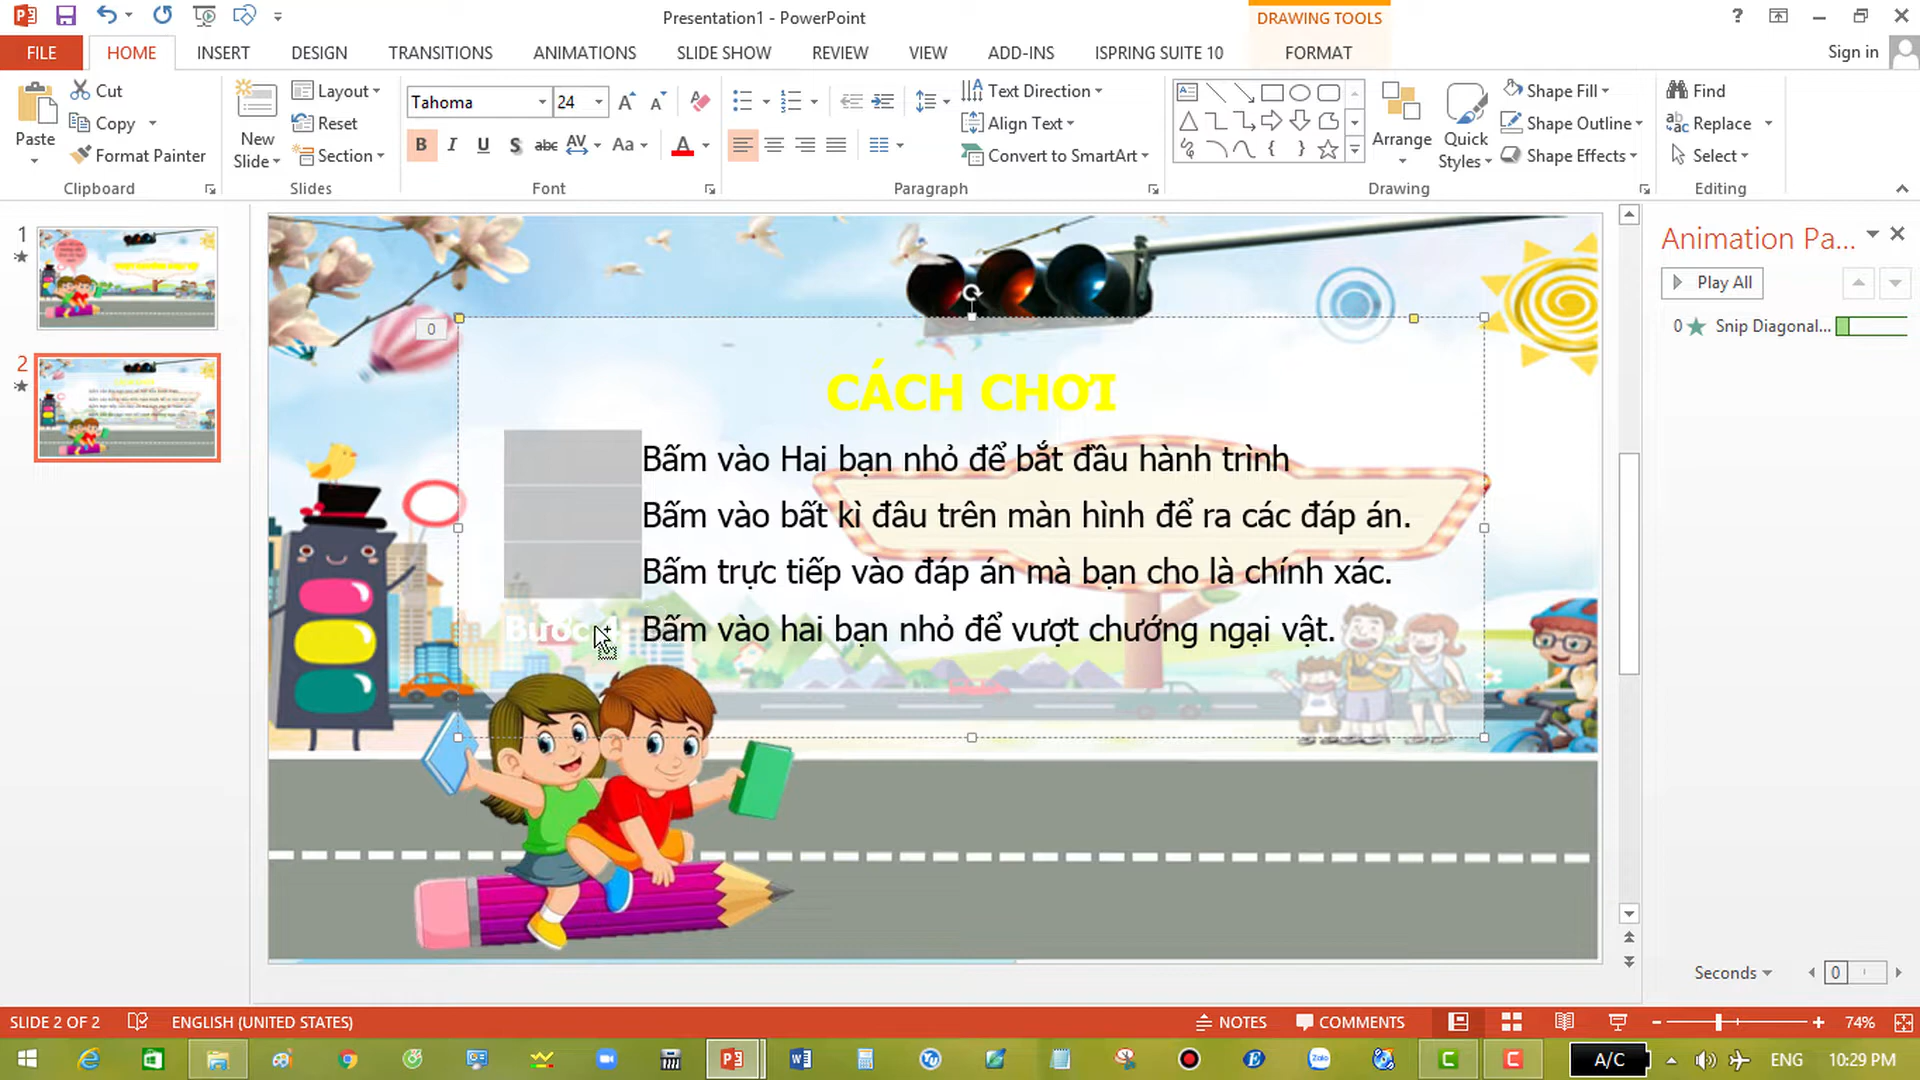 Presentation1 - PowerPoint
DRAWING TOOLS
FILE
HOME
INSERT
DESIGN
TRANSITIONS
ANIMATIONS
SLIDE SHOW
REVIEW
VIEW
ADD-INS
ISPRING SUITE 10
FORMAT
Sign in
Paste
Cut
Copy
Format Painter
Clipboard
New Slide
Layout
Reset
Section
Slides
Tahoma
24
Font
Text Direction
Align Text
Convert to SmartArt
Paragraph
Arrange
Quick Styles
Shape Fill
Shape Outline
Shape Effects
Drawing
Find
Replace
Select
Editing
1
2
0
CÁCH CHƠI
Bấm vào Hai bạn nhỏ để bắt đầu hành trình
Bấm vào bất kì đâu trên màn hình để ra các đáp án.
Bấm trực tiếp vào đáp án mà bạn cho là chính xác.
Bước 4 Bấm vào hai bạn nhỏ để vượt chướng ngại vật.
Animation Pa...
Play All
0 Snip Diagonal...
Seconds
0
SLIDE 2 OF 2
ENGLISH (UNITED STATES)
NOTES
COMMENTS
74%
A/C
ENG
10:29 PM